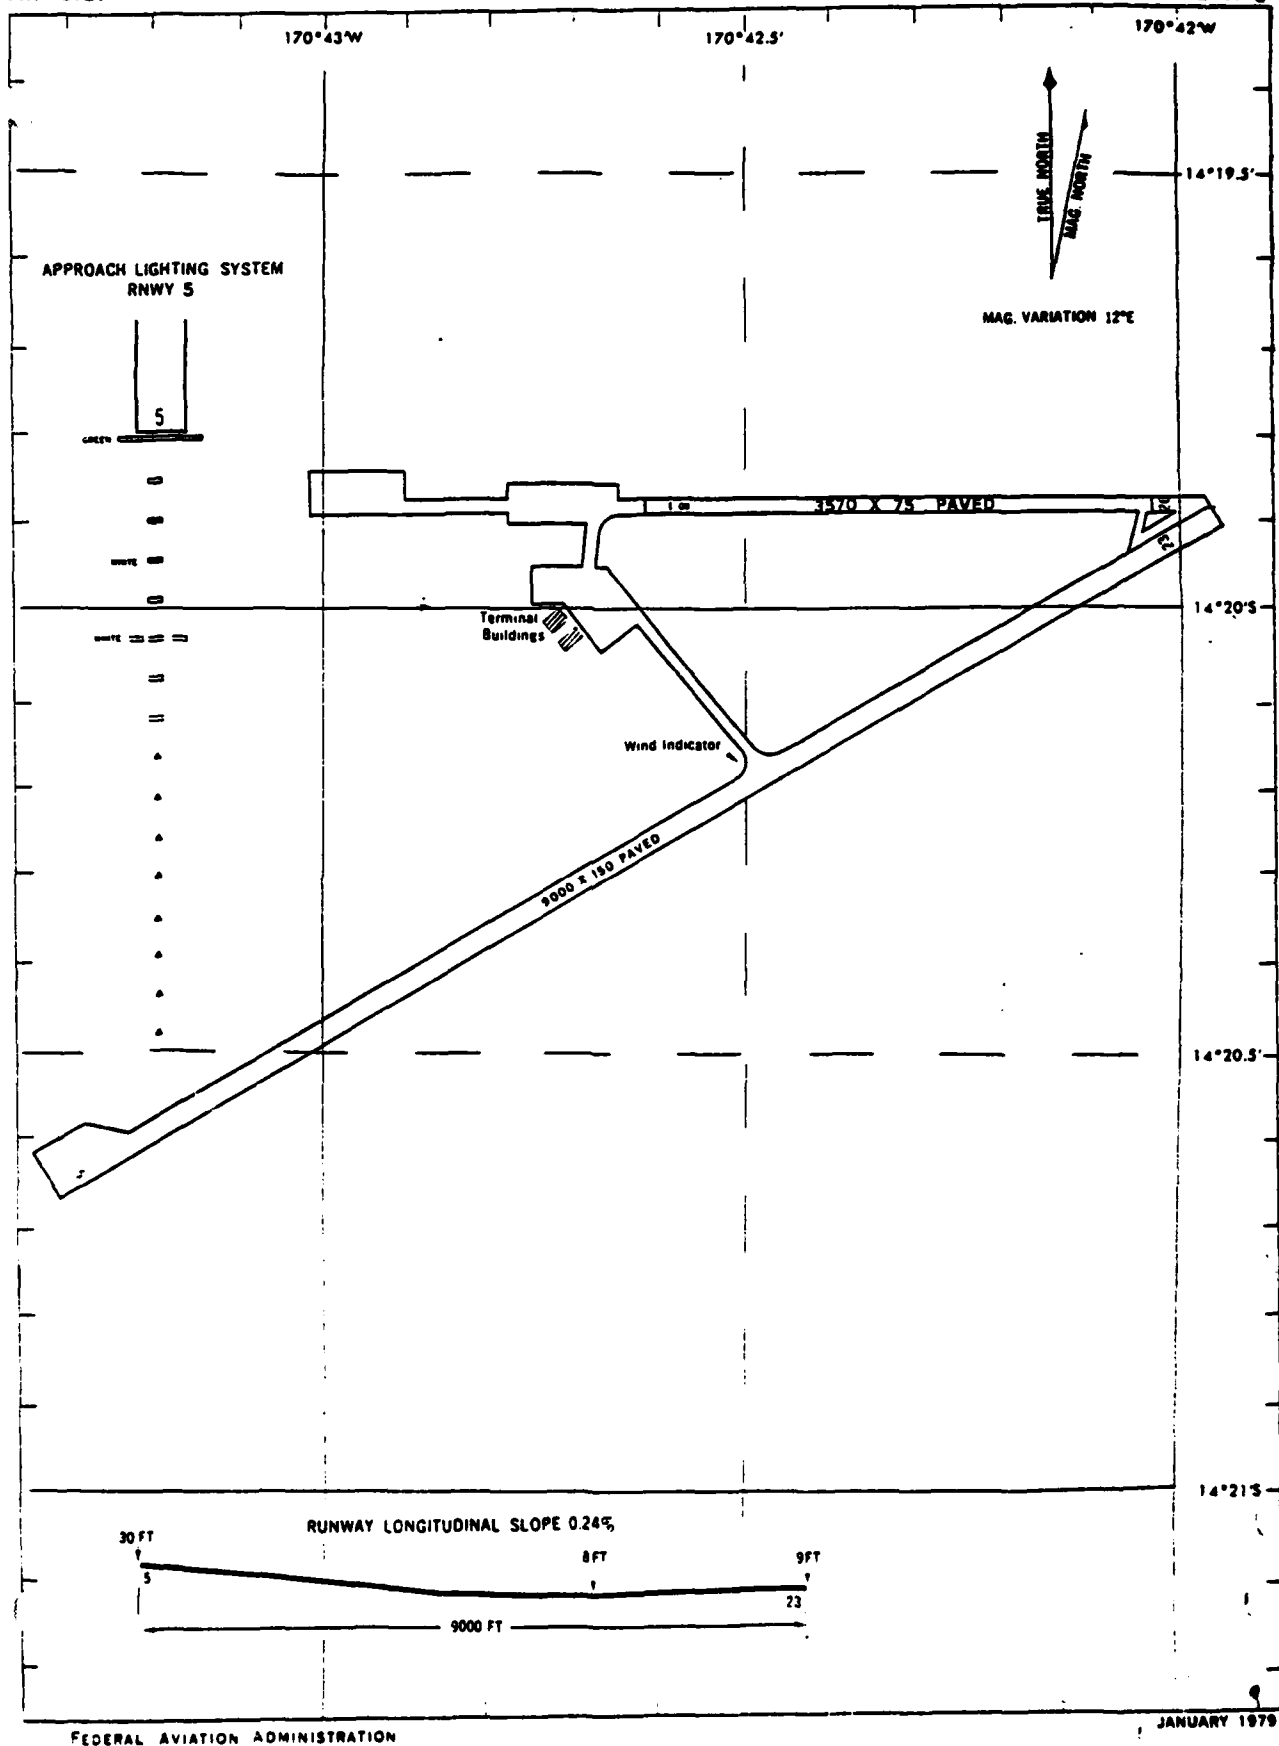 170°43'W
170°42.5'
170°42'W
TRUE NORTH
MAG. NORTH
14°19.5'
APPROACH LIGHTING SYSTEM
RNWY 5
MAG. VARIATION 12°E
5
GREEN
3570 X 75 PAVED
23
WHITE
14°20'S
Terminal
Buildings
WHITE
Wind Indicator
9000 X 150 PAVED
14°20.5'
5
14°21'S
RUNWAY LONGITUDINAL SLOPE 0.24%
30 FT
8 FT
9 FT
5
23
9000 FT
FEDERAL AVIATION ADMINISTRATION
JANUARY 1979